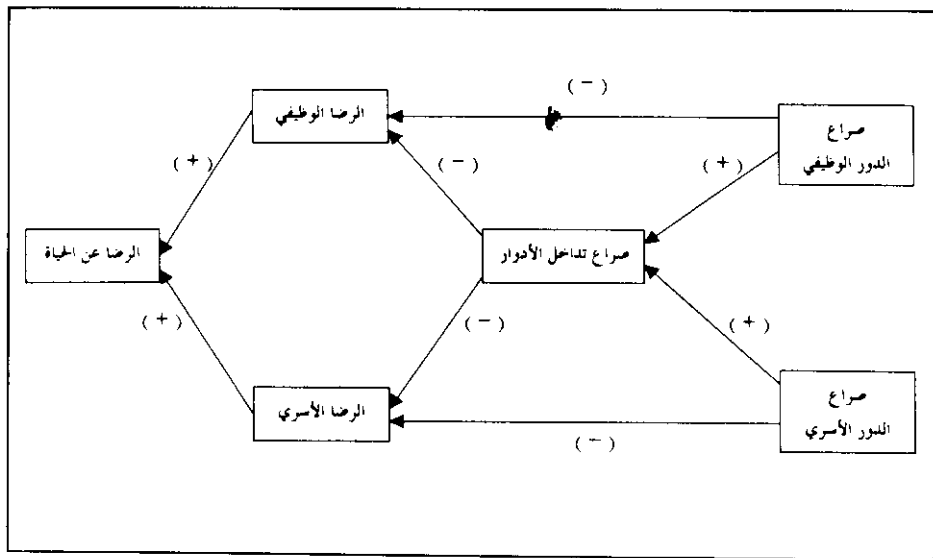 ( − )
صراع
الدور الوظيفي
الرضا الوظيفي
( + )
( − )
( + )
صراع تداخل الأدوار
الرضا عن الحياة
( + )
( − )
( + )
صراع
الدور الأسري
الرضا الأسري
( − )